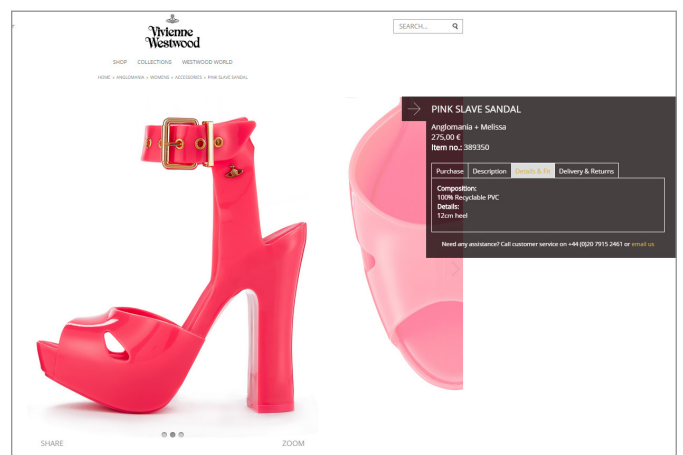 Vivienne
Westwood
SEARCH...
SHOP COLLECTIONS WESTWOOD WORLD
HOME > ANGLOMANIA > WOMENS > ACCESSORIES > PINK SLAVE SANDAL
PINK SLAVE SANDAL
Anglomania + Melissa
275,00 €
Item no.: 389350
Purchase Description Details & Fit Delivery & Returns
Composition:
100% Recyclable PVC
Details:
12cm heel
Need any assistance? Call customer service on +44 (0)20 7915 2461 or email us
SHARE ZOOM